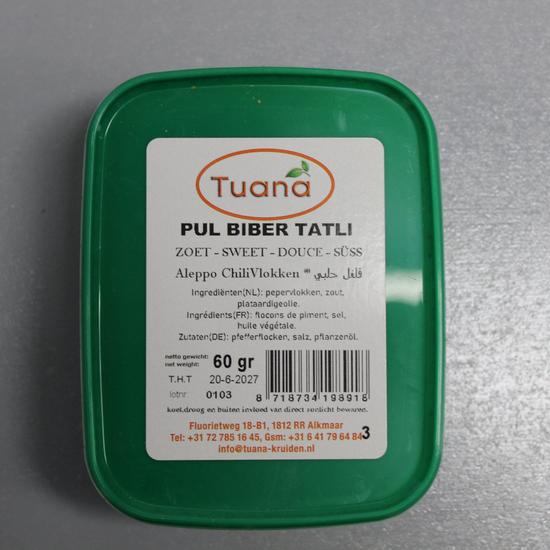 Tuana
PUL BIBER TATLI
ZOET - SWEET - DOUCE - SÜSS
Aleppo ChiliVlokken * فلفل حلبي
Ingrediënten(NL): pepervlokken, zout,
plataardigeolie.
Ingrédients(FR): flocons de piment, sel,
huile végétale.
Zutaten(DE): pfefferflocken, salz, pflanzenöl.
netto gewicht:
net weight: 60 gr
T.H.T 20-6-2027
lotnr: 0103
8 718734 198918
koel,droog en buiten invloed van direct zonlicht bewaren.
Fluorietweg 18-B1, 1812 RR Alkmaar
Tel: +31 72 785 16 45, Gsm: +31 6 41 79 64 84 3
info@tuana-kruiden.nl